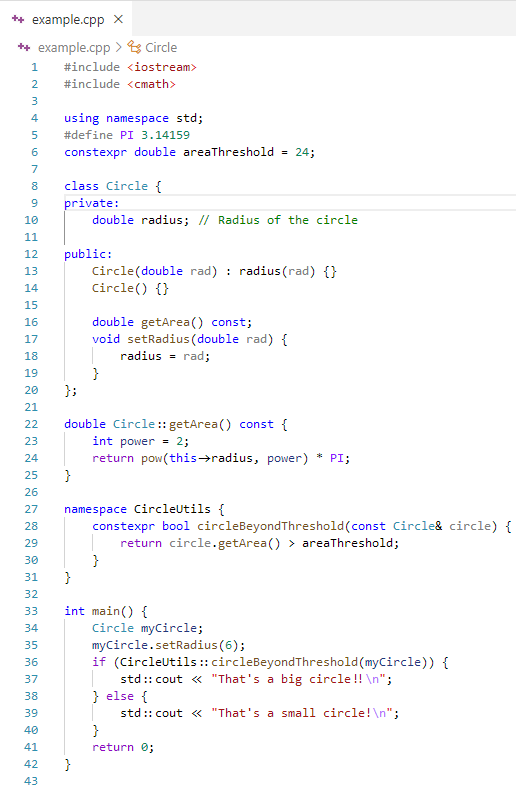 example.cpp ×
example.cpp > Circle
1 #include <iostream>
2 #include <cmath>
3
4 using namespace std;
5 #define PI 3.14159
6 constexpr double areaThreshold = 24;
7
8 class Circle {
9 private:
10     double radius; // Radius of the circle
11
12 public:
13     Circle(double rad) : radius(rad) {}
14     Circle() {}
15
16     double getArea() const;
17     void setRadius(double rad) {
18         radius = rad;
19     }
20 };
21
22 double Circle::getArea() const {
23     int power = 2;
24     return pow(this->radius, power) * PI;
25 }
26
27 namespace CircleUtils {
28     constexpr bool circleBeyondThreshold(const Circle& circle) {
29         return circle.getArea() > areaThreshold;
30     }
31 }
32
33 int main() {
34     Circle myCircle;
35     myCircle.setRadius(6);
36     if (CircleUtils::circleBeyondThreshold(myCircle)) {
37         std::cout << "That's a big circle!!\n";
38     } else {
39         std::cout << "That's a small circle!\n";
40     }
41     return 0;
42 }
43